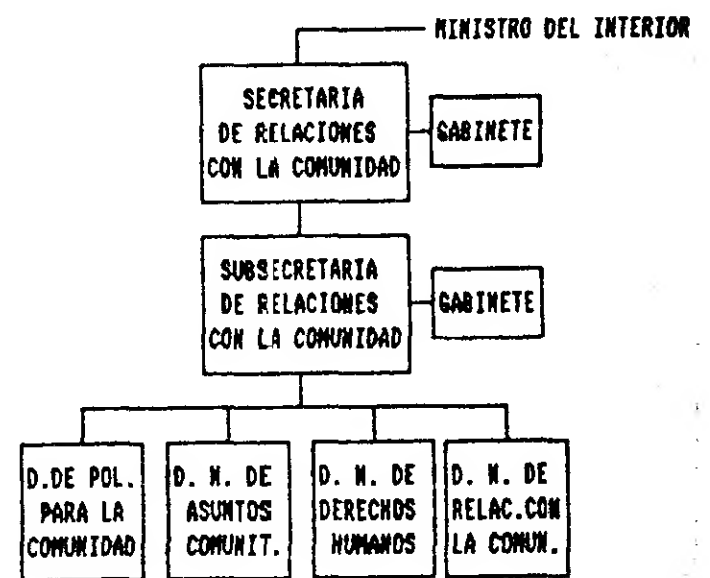 MINISTRO DEL INTERIOR
SECRETARIA
DE RELACIONES
CON LA COMUNIDAD
GABINETE
SUBSECRETARIA
DE RELACIONES
CON LA COMUNIDAD
GABINETE
D.DE POL.
PARA LA
COMUNIDAD
D. N. DE
ASUNTOS
COMUNIT.
D. N. DE
DERECHOS
HUMANOS
D. N. DE
RELAC.CON
LA COMUN.